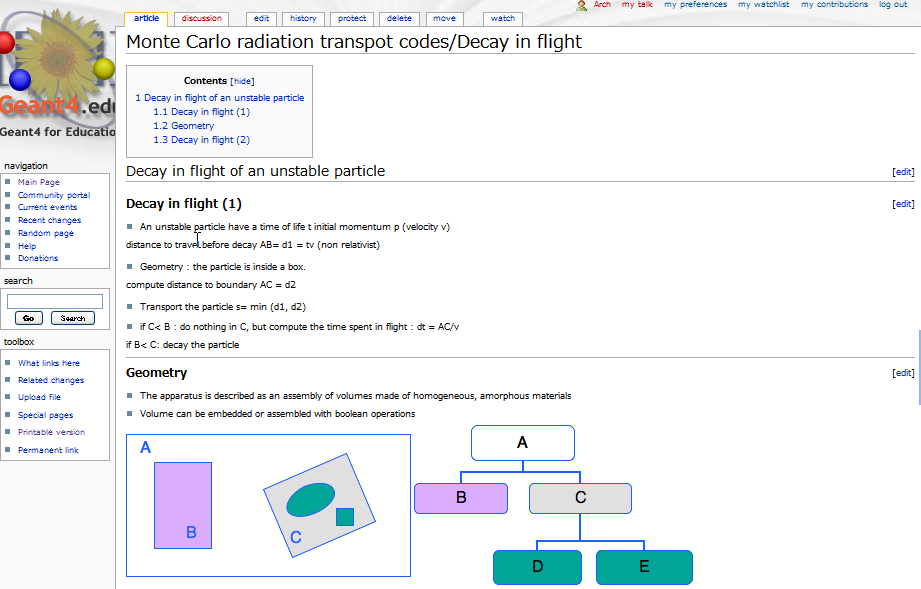 Arch my talk my preferences my watchlist my contributions log out
article discussion edit history protect delete move watch
Geant4.edu
Geant4 for Educatio
navigation
Main Page
Community portal
Current events
Recent changes
Random page
Help
Donations
search
Go Search
toolbox
What links here
Related changes
Upload file
Special pages
Printable version
Permanent link
Monte Carlo radiation transpot codes/Decay in flight
Contents [hide]
1 Decay in flight of an unstable particle
1.1 Decay in flight (1)
1.2 Geometry
1.3 Decay in flight (2)
Decay in flight of an unstable particle [edit]
Decay in flight (1) [edit]
An unstable particle have a time of life t initial momentum p (velocity v)
distance to travel before decay AB= d1 = tv (non relativist)
Geometry : the particle is inside a box.
compute distance to boundary AC = d2
Transport the particle s= min (d1, d2)
if C< B : do nothing in C, but compute the time spent in flight : dt = AC/v
if B< C: decay the particle
Geometry [edit]
The apparatus is described as an assembly of volumes made of homogeneous, amorphous materials
Volume can be embedded or assembled with boolean operations
A
B
C
A
B C
D E